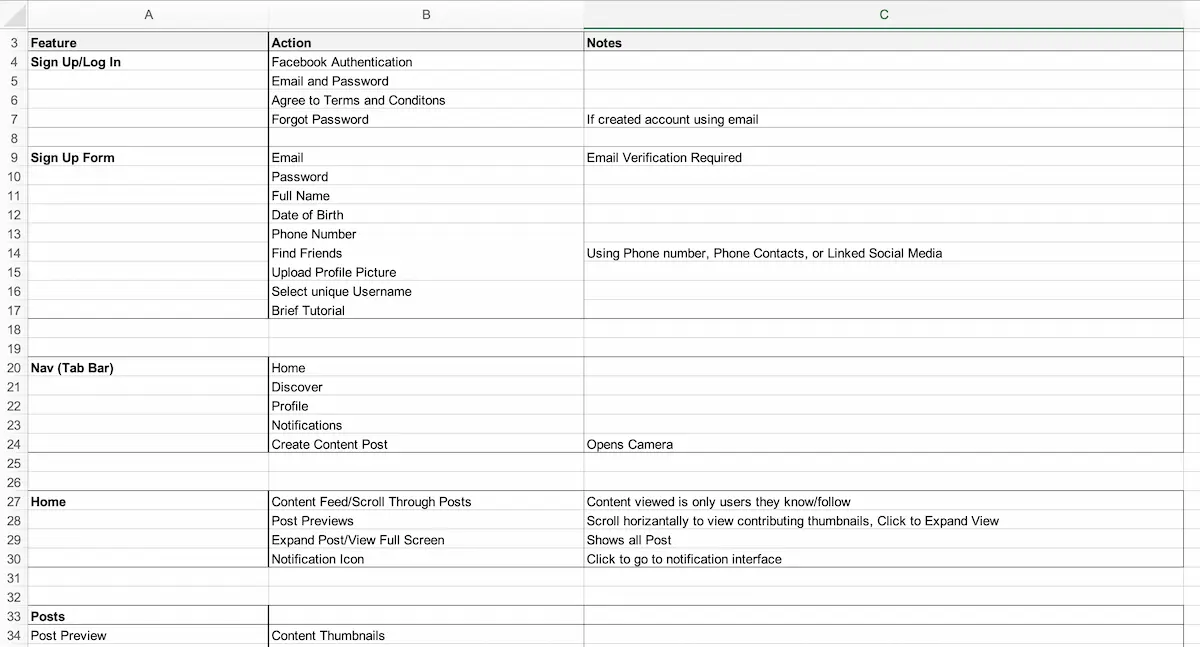 A B C
3 Feature Action Notes
4 Sign Up/Log In Facebook Authentication
5 Email and Password
6 Agree to Terms and Conditons
7 Forgot Password If created account using email
8
9 Sign Up Form Email Email Verification Required
10 Password
11 Full Name
12 Date of Birth
13 Phone Number
14 Find Friends Using Phone number, Phone Contacts, or Linked Social Media
15 Upload Profile Picture
16 Select unique Username
17 Brief Tutorial
18
19
20 Nav (Tab Bar) Home
21 Discover
22 Profile
23 Notifications
24 Create Content Post Opens Camera
25
26
27 Home Content Feed/Scroll Through Posts Content viewed is only users they know/follow
28 Post Previews Scroll horizantally to view contributing thumbnails, Click to Expand View
29 Expand Post/View Full Screen Shows all Post
30 Notification Icon Click to go to notification interface
31
32
33 Posts
34 Post Preview Content Thumbnails